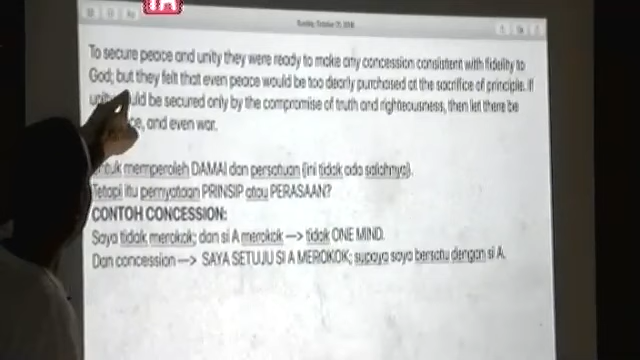 To secure peace and unity they were ready to make any concession consistent with fidelity to
God; but they felt that even peace would be too dearly purchased at the sacrifice of principle. If
be secured only by the compromise of truth and righteousness, then let there be
and even war.
memperoleh DAMAI dan persatuan (ini tidak ada salahnya).
Tetapi itu pernyataan PRINSIP atau PERASAAN?
CONTOH CONCESSION:
Saya tidak merokok; dan si A merokok —> tidak ONE MIND.
Dan concession —> SAYA SETUJU SI A MEROKOK; supaya saya bersatu dengan si A.